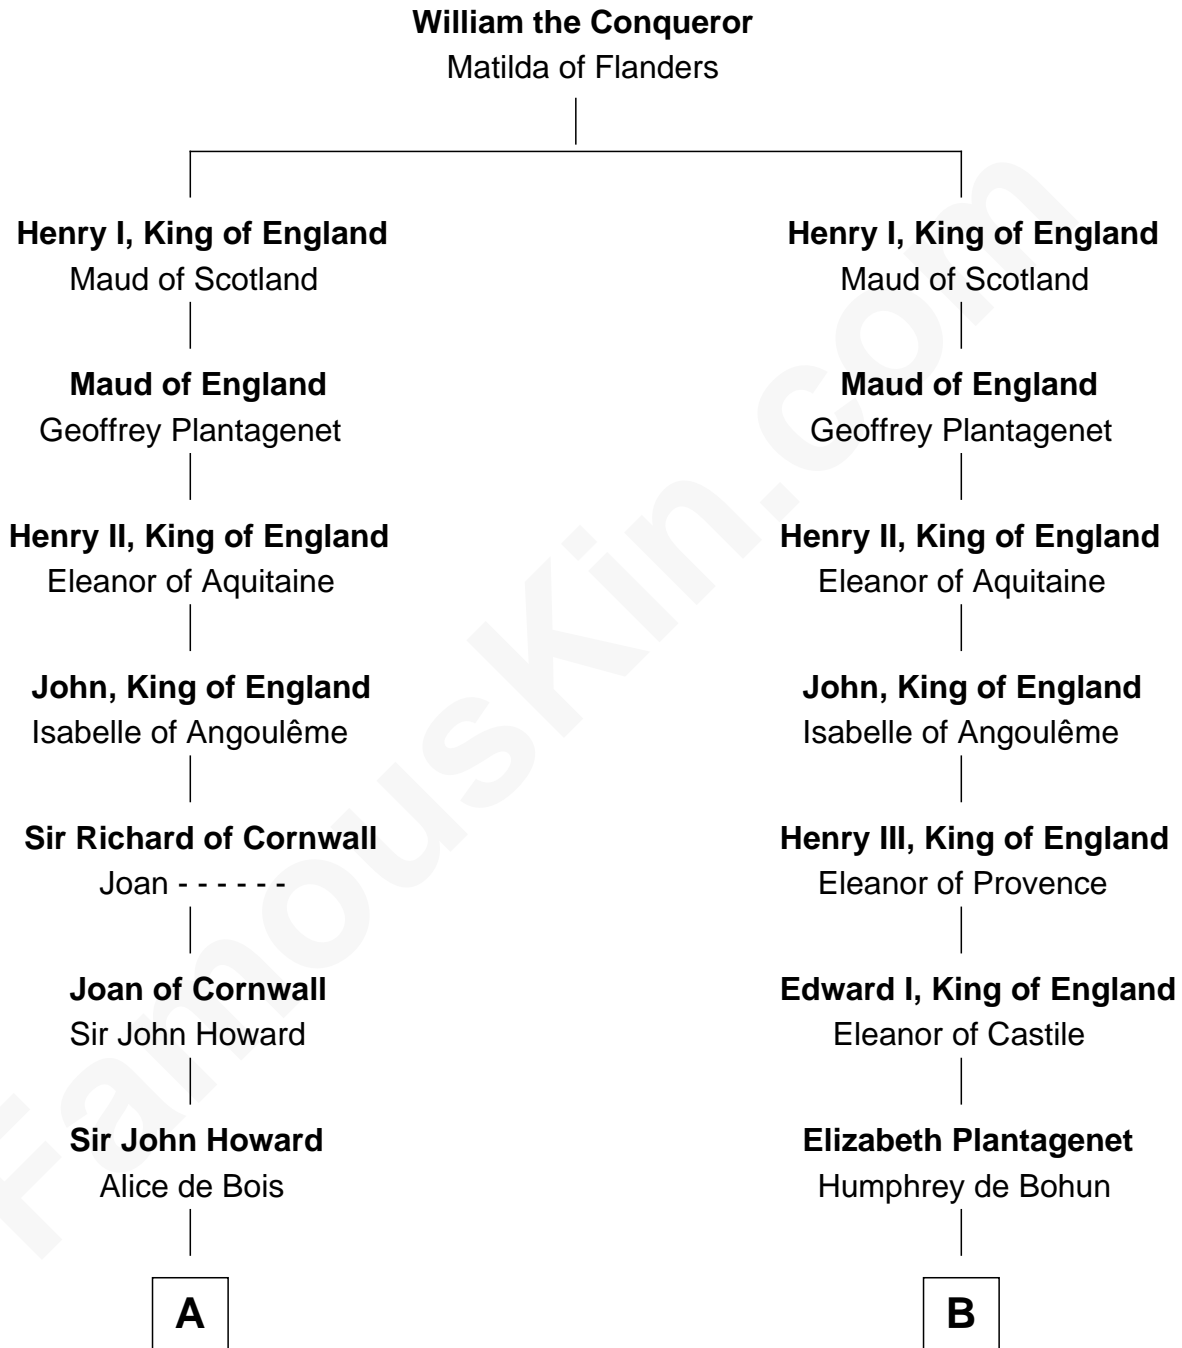 William the Conqueror
Matilda of Flanders
Henry I, King of England
Maud of Scotland
Henry I, King of England
Maud of Scotland
Maud of England
Geoffrey Plantagenet
Maud of England
Geoffrey Plantagenet
Henry II, King of England
Eleanor of Aquitaine
Henry II, King of England
Eleanor of Aquitaine
John, King of England
Isabelle of Angoulême
John, King of England
Isabelle of Angoulême
Sir Richard of Cornwall
Joan - - - - - -
Henry III, King of England
Eleanor of Provence
Joan of Cornwall
Sir John Howard
Edward I, King of England
Eleanor of Castile
Sir John Howard
Alice de Bois
Elizabeth Plantagenet
Humphrey de Bohun
A
B
FamousKin.com